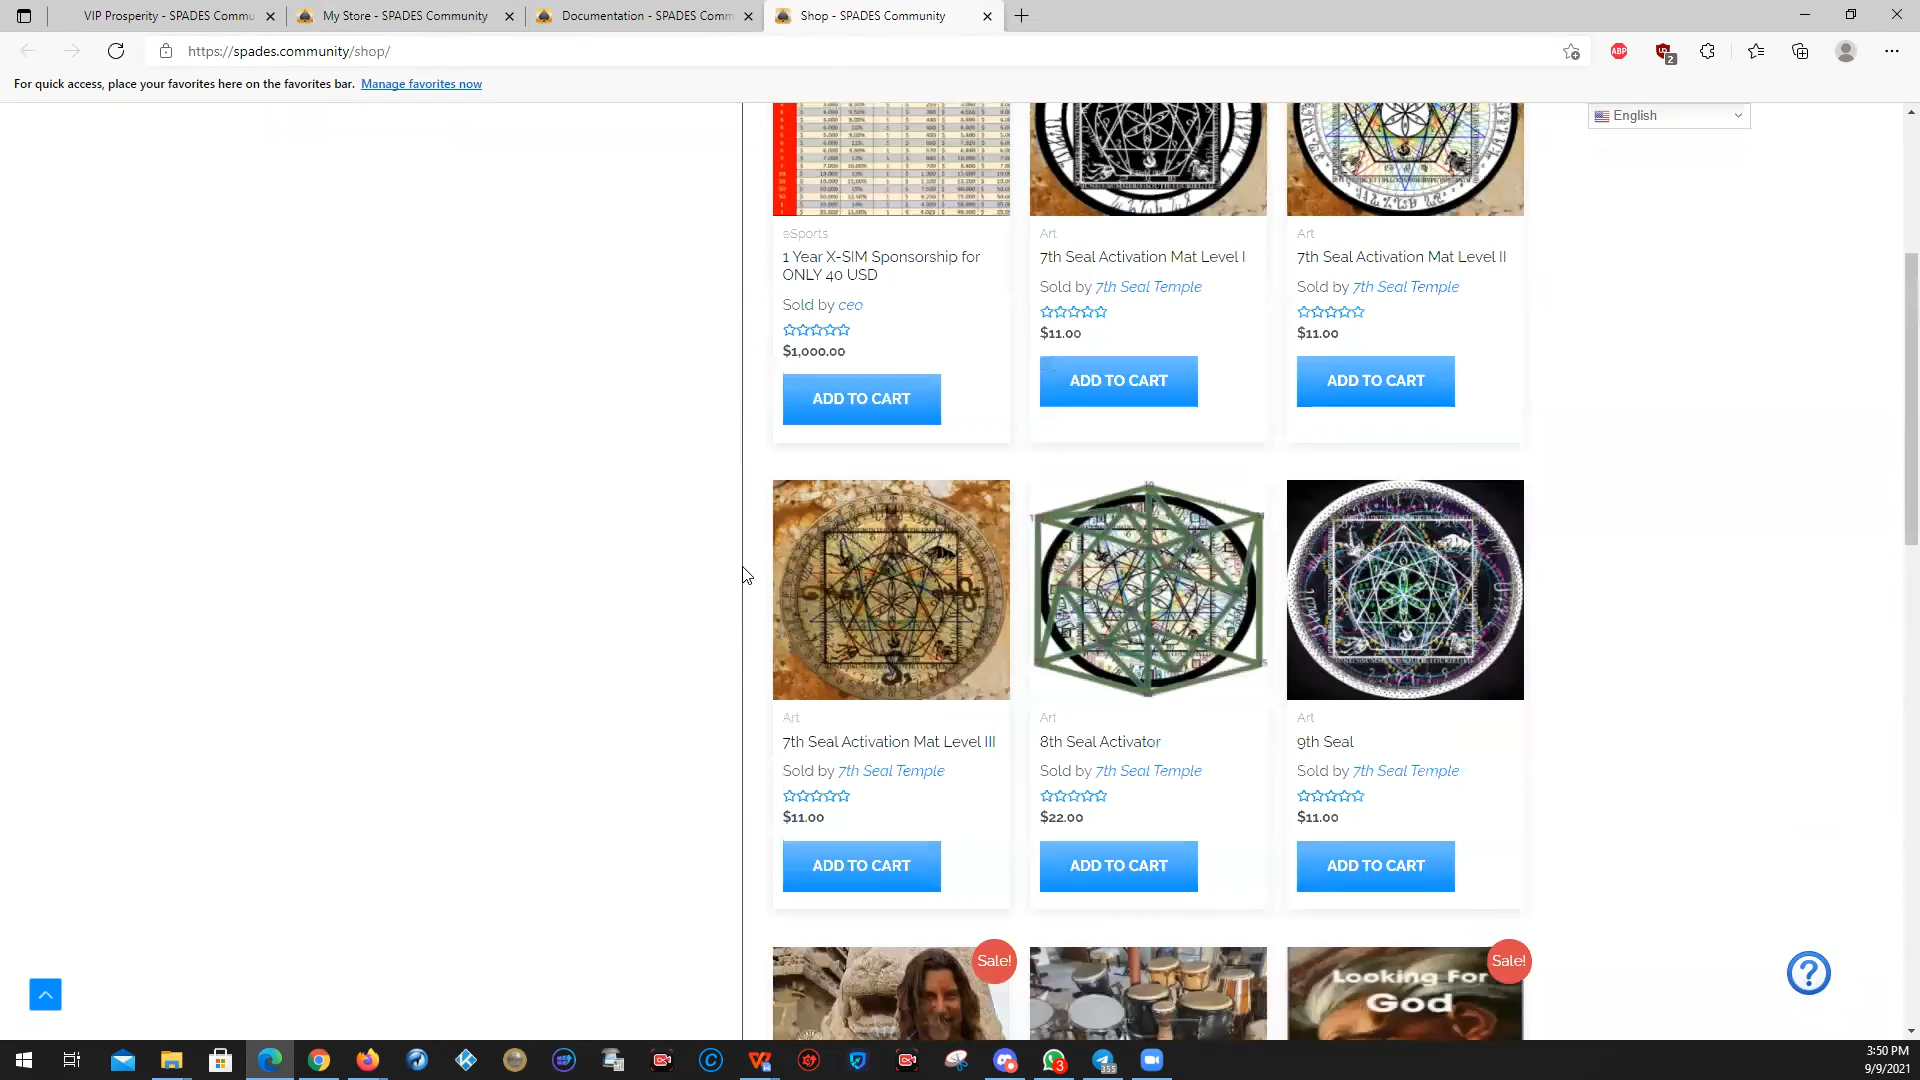 VIP Prosperity - SPADES Commu
My Store - SPADES Community
Documentation - SPADES Comm
Shop - SPADES Community
https://spades.community/shop/
ABP
2
For quick access, place your favorites here on the favorites bar. Manage favorites now
English
eSports
1 Year X-SIM Sponsorship for
ONLY 40 USD
Sold by ceo
$1,000.00
ADD TO CART
Art
7th Seal Activation Mat Level I
Sold by 7th Seal Temple
$11.00
ADD TO CART
Art
7th Seal Activation Mat Level II
Sold by 7th Seal Temple
$11.00
ADD TO CART
Art
7th Seal Activation Mat Level III
Sold by 7th Seal Temple
$11.00
ADD TO CART
Art
8th Seal Activator
Sold by 7th Seal Temple
$22.00
ADD TO CART
Art
9th Seal
Sold by 7th Seal Temple
$11.00
ADD TO CART
Sale!
Sale!
Looking For
God
3
355
3:50 PM
9/9/2021